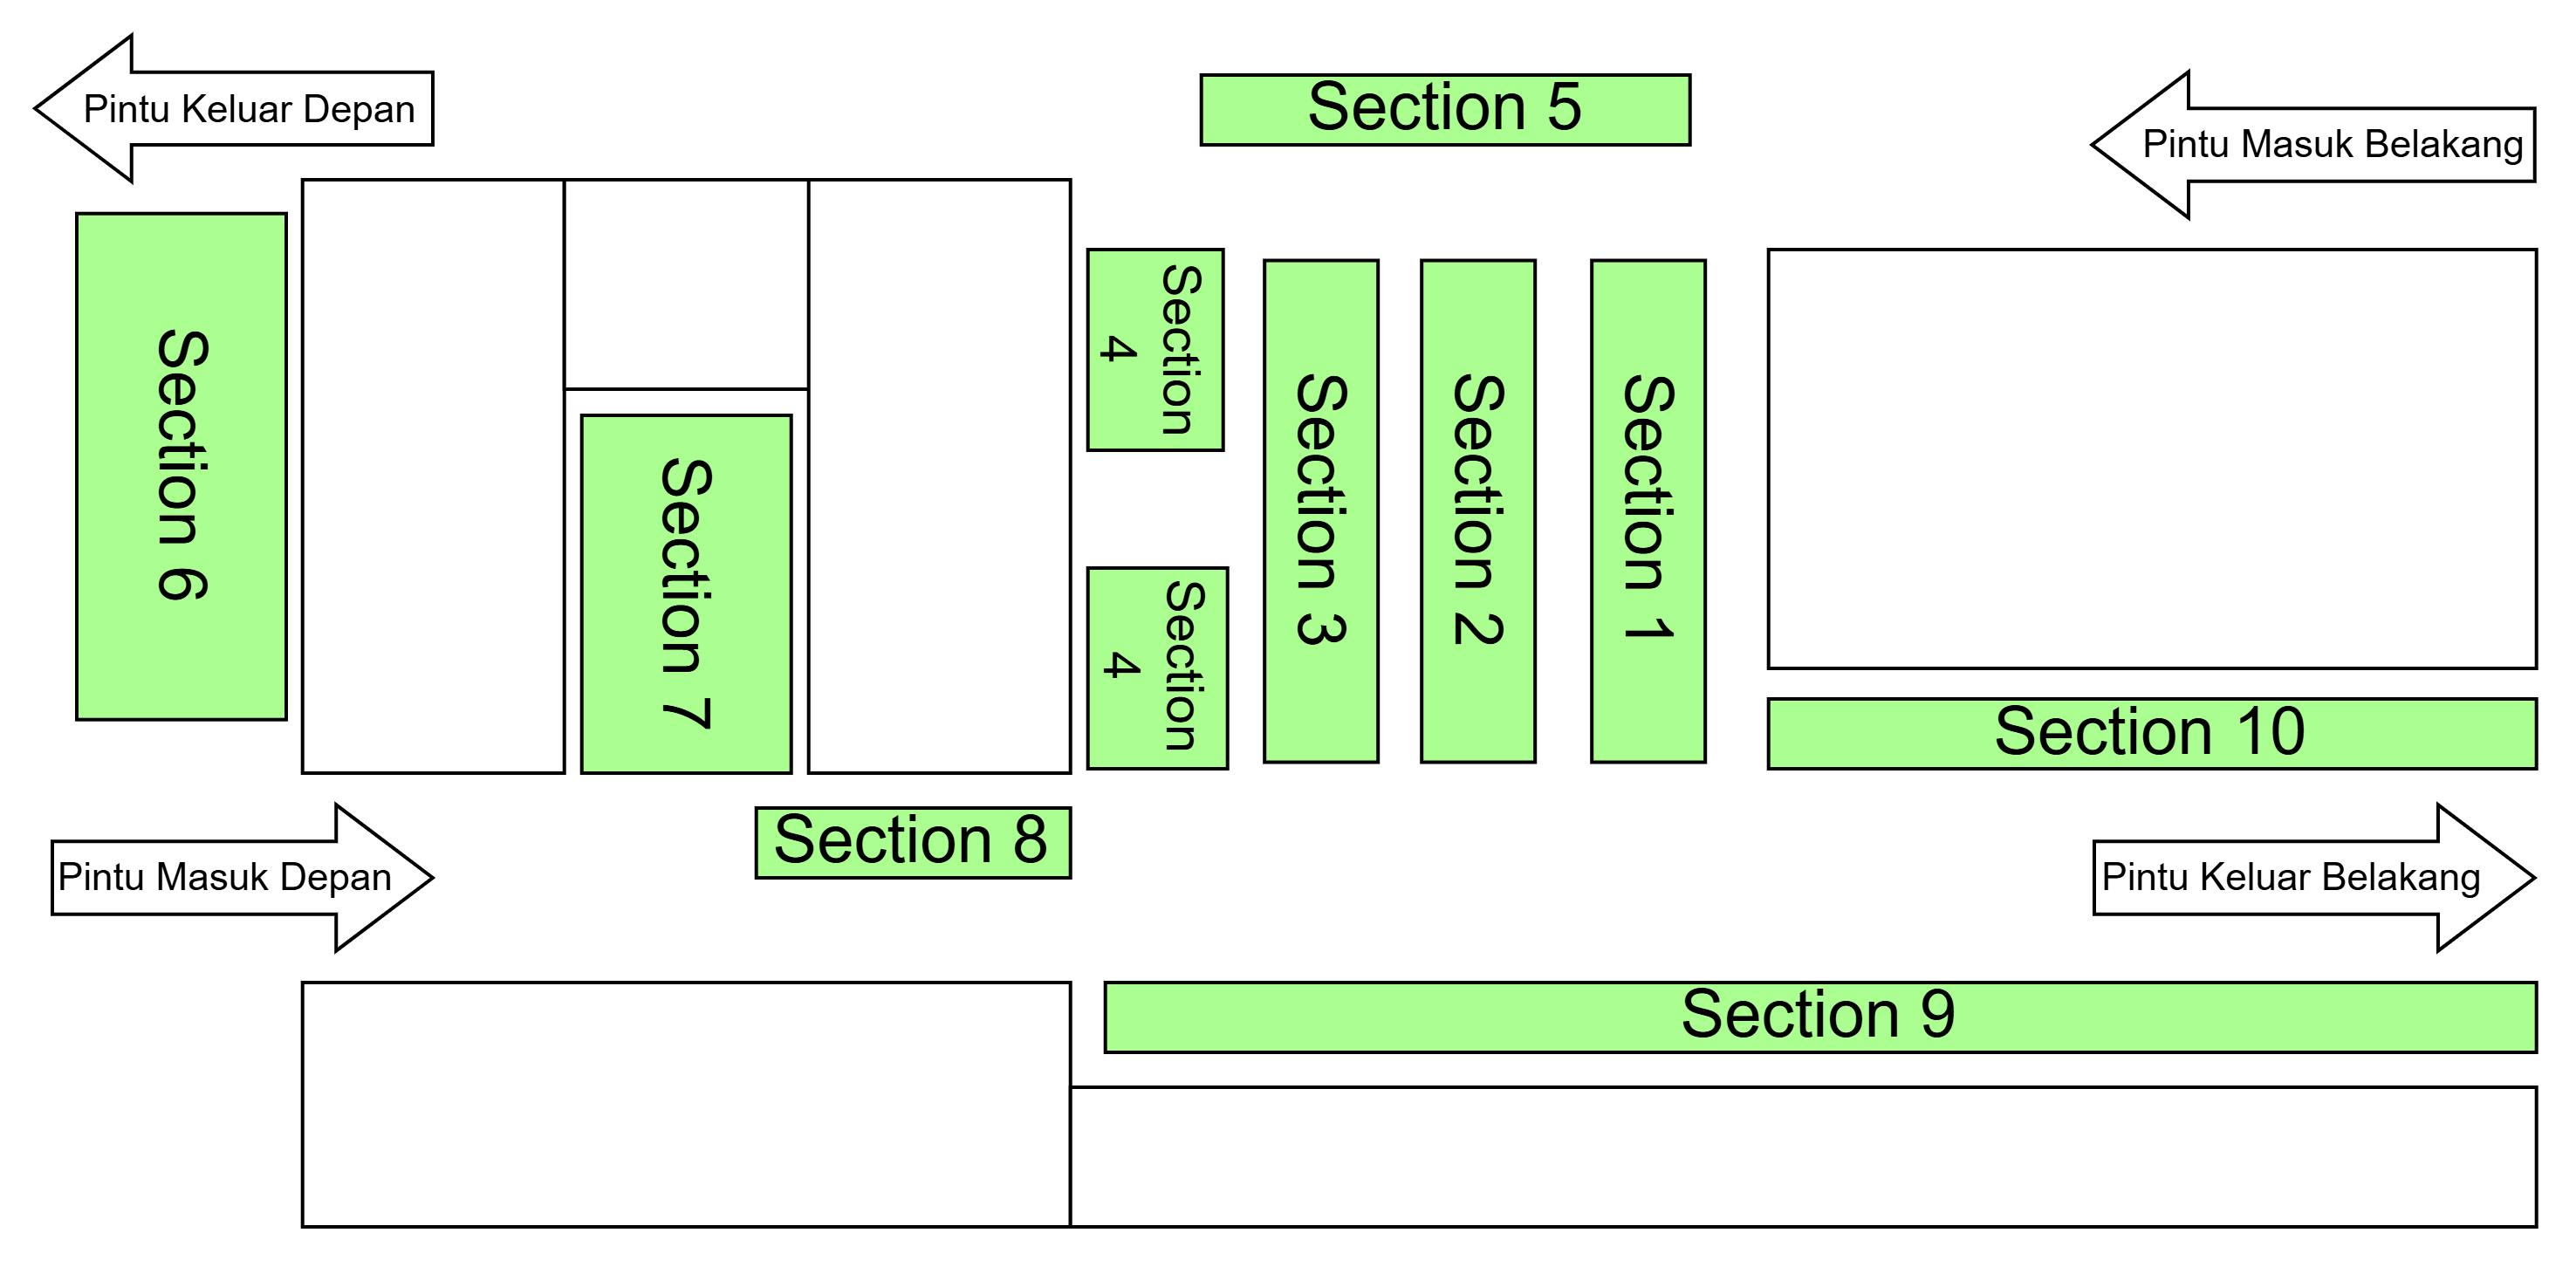 Pintu Keluar Depan
Section 5
Pintu Masuk Belakang
Section 6
Section 7
Section
4
Section
4
Section 3
Section 2
Section 1
Section 10
Section 8
Pintu Masuk Depan
Pintu Keluar Belakang
Section 9